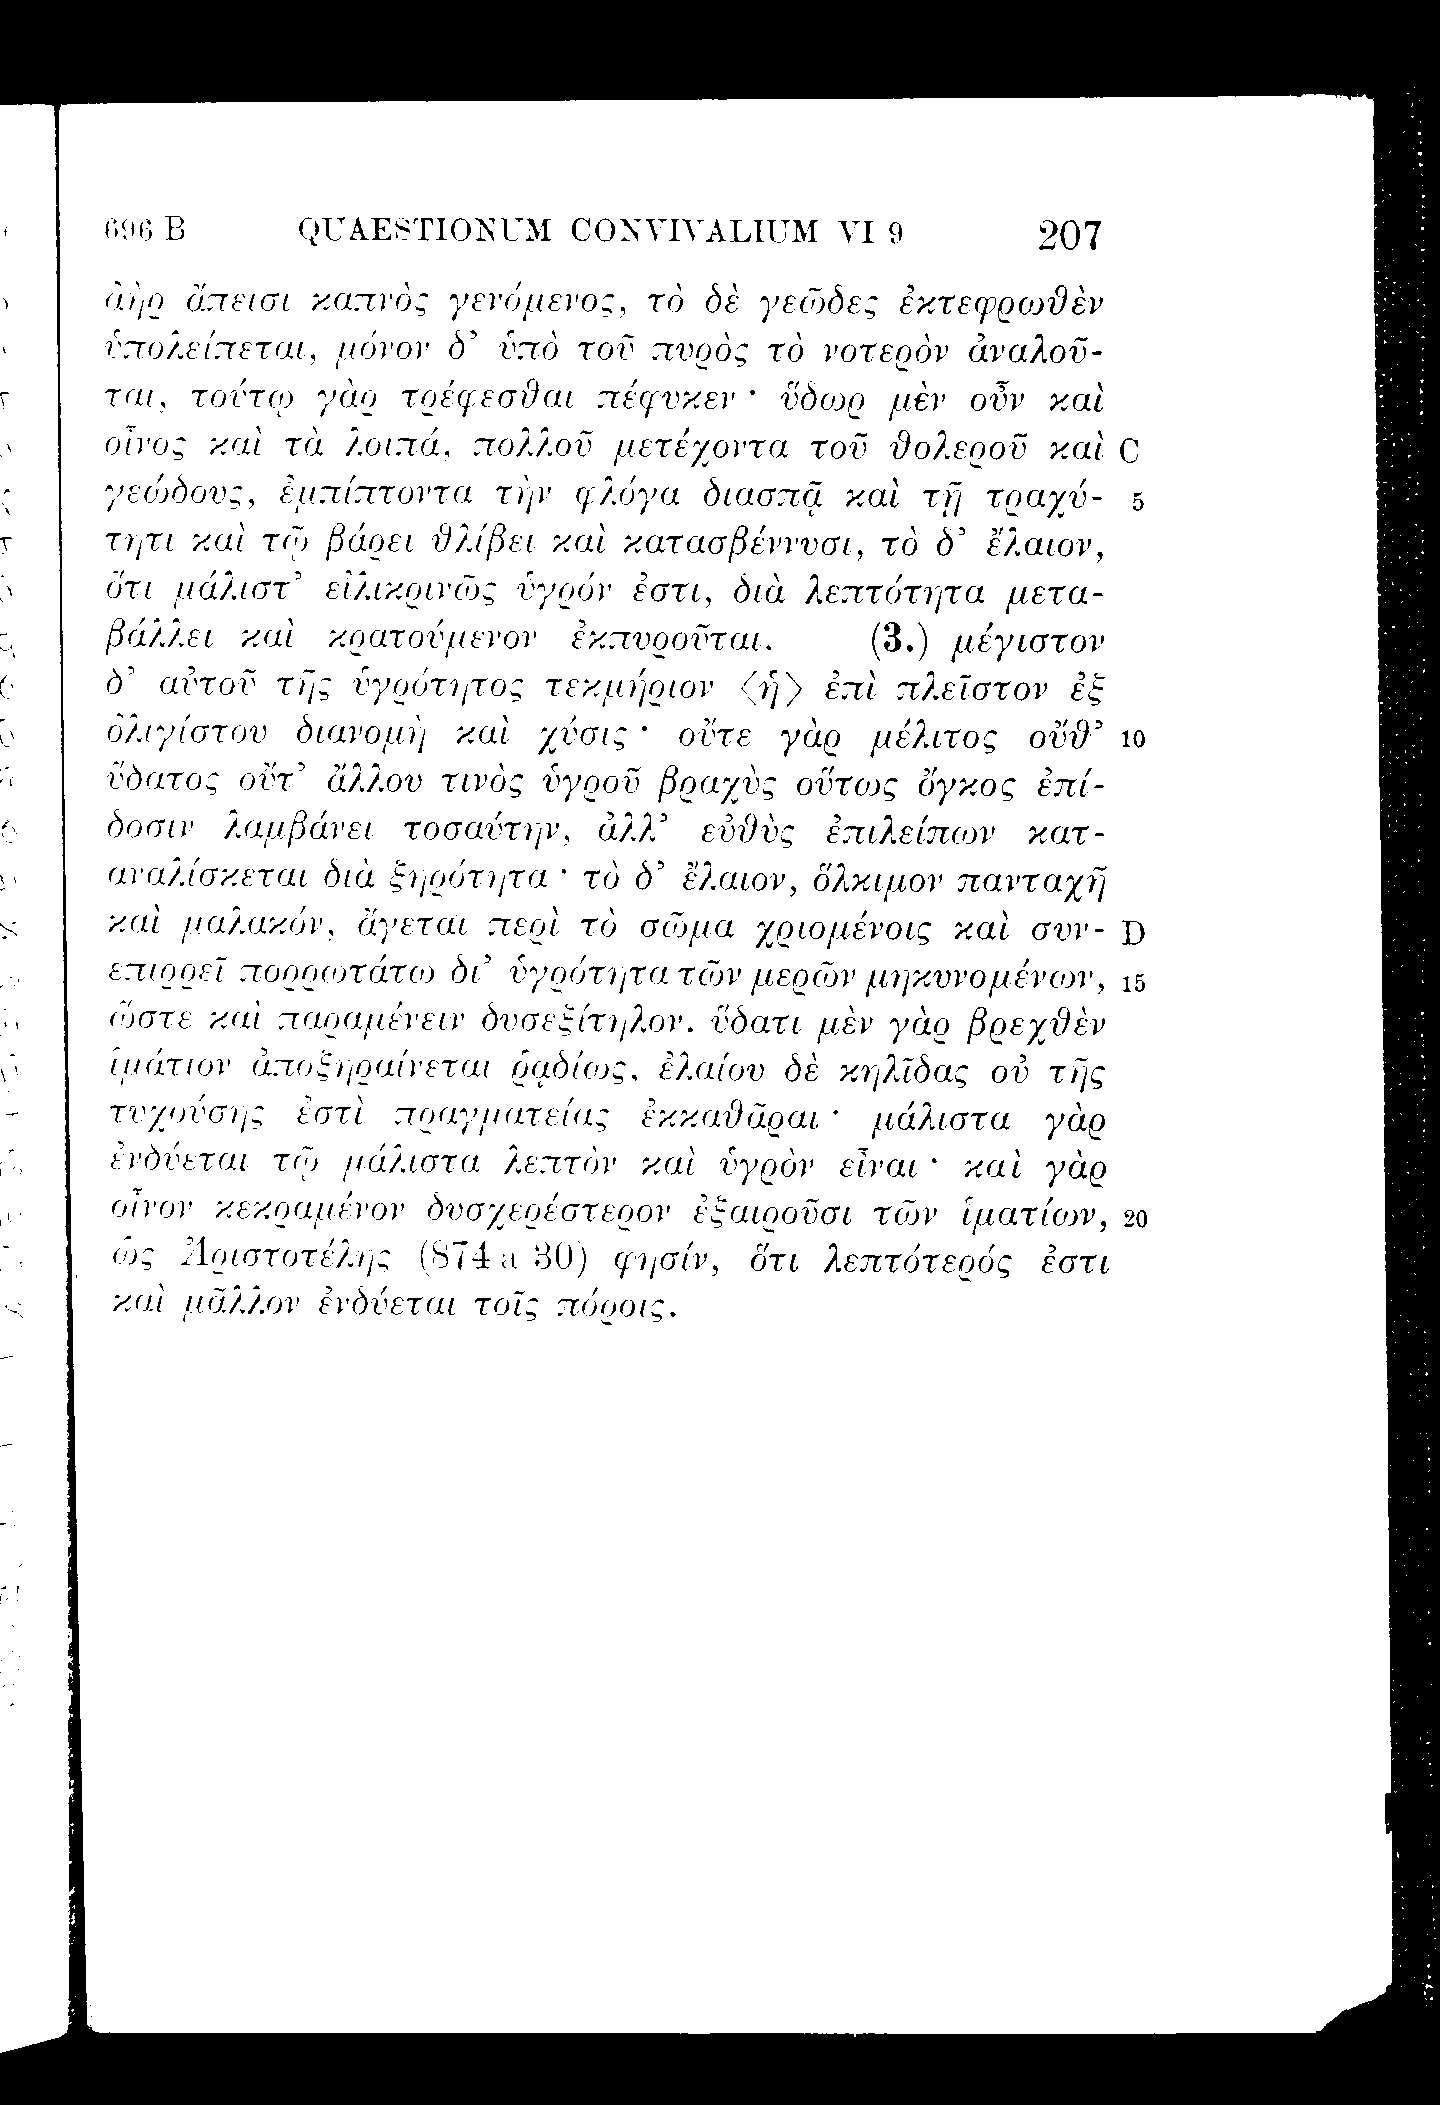 696 B QUAESTIONUM CONVIVALIUM VI 9 207
ἀὴρ ἄπεισι καπνὸς γενόμενος, τὸ δὲ γεῶδες ἐκτεφρωθὲν
ὑπολείπεται, μόνον δ’ ὑπὸ τοῦ πυρὸς τὸ νοτερὸν ἀναλοῦ-
ται, τούτῳ γὰρ τρέφεσθαι πέφυκεν · ὕδωρ μὲν οὖν καὶ
οἶνος καὶ τὰ λοιπά, πολλοῦ μετέχοντα τοῦ θολεροῦ καὶ C
γεώδους, ἐμπίπτοντα τὴν φλόγα διασπᾷ καὶ τῇ τραχύ- 5
τητι καὶ τῷ βάρει θλίβει καὶ κατασβέννυσι, τὸ δ’ ἔλαιον,
ὅτι μάλιστ’ εἰλικρινῶς ὑγρόν ἐστι, διὰ λεπτότητα μετα-
βάλλει καὶ κρατούμενον ἐκπυροῦται. (3.) μέγιστον
δ’ αὐτοῦ τῆς ὑγρότητος τεκμήριον ⟨ἡ⟩ ἐπὶ πλεῖστον ἐξ
ὀλιγίστου διανομὴ καὶ χύσις · οὔτε γὰρ μέλιτος οὔθ’ 10
ὕδατος οὔτ’ ἄλλου τινὸς ὑγροῦ βραχὺς οὕτως ὄγκος ἐπί-
δοσιν λαμβάνει τοσαύτην, ἀλλ’ εὐθὺς ἐπιλείπων κατ-
αναλίσκεται διὰ ξηρότητα · τὸ δ’ ἔλαιον, ὅλκιμον πανταχῇ
καὶ μαλακόν, ἄγεται περὶ τὸ σῶμα χριομένοις καὶ συν- D
επιρρεῖ πορρωτάτω δι’ ὑγρότητα τῶν μερῶν μηκυνομένων, 15
ὥστε καὶ παραμένειν δυσεξίτηλον. ὕδατι μὲν γὰρ βρεχθὲν
ἱμάτιον ἀποξηραίνεται ῥᾳδίως, ἐλαίου δὲ κηλῖδας οὐ τῆς
τυχούσης ἐστὶ πραγματείας ἐκκαθᾶραι · μάλιστα γὰρ
ἐνδύεται τῷ μάλιστα λεπτὸν καὶ ὑγρὸν εἶναι · καὶ γὰρ
οἶνον κεκραμένον δυσχερέστερον ἐξαιροῦσι τῶν ἱματίων, 20
ὡς Ἀριστοτέλης (874 a 30) φησίν, ὅτι λεπτότερός ἐστι
καὶ μᾶλλον ἐνδύεται τοῖς πόροις.